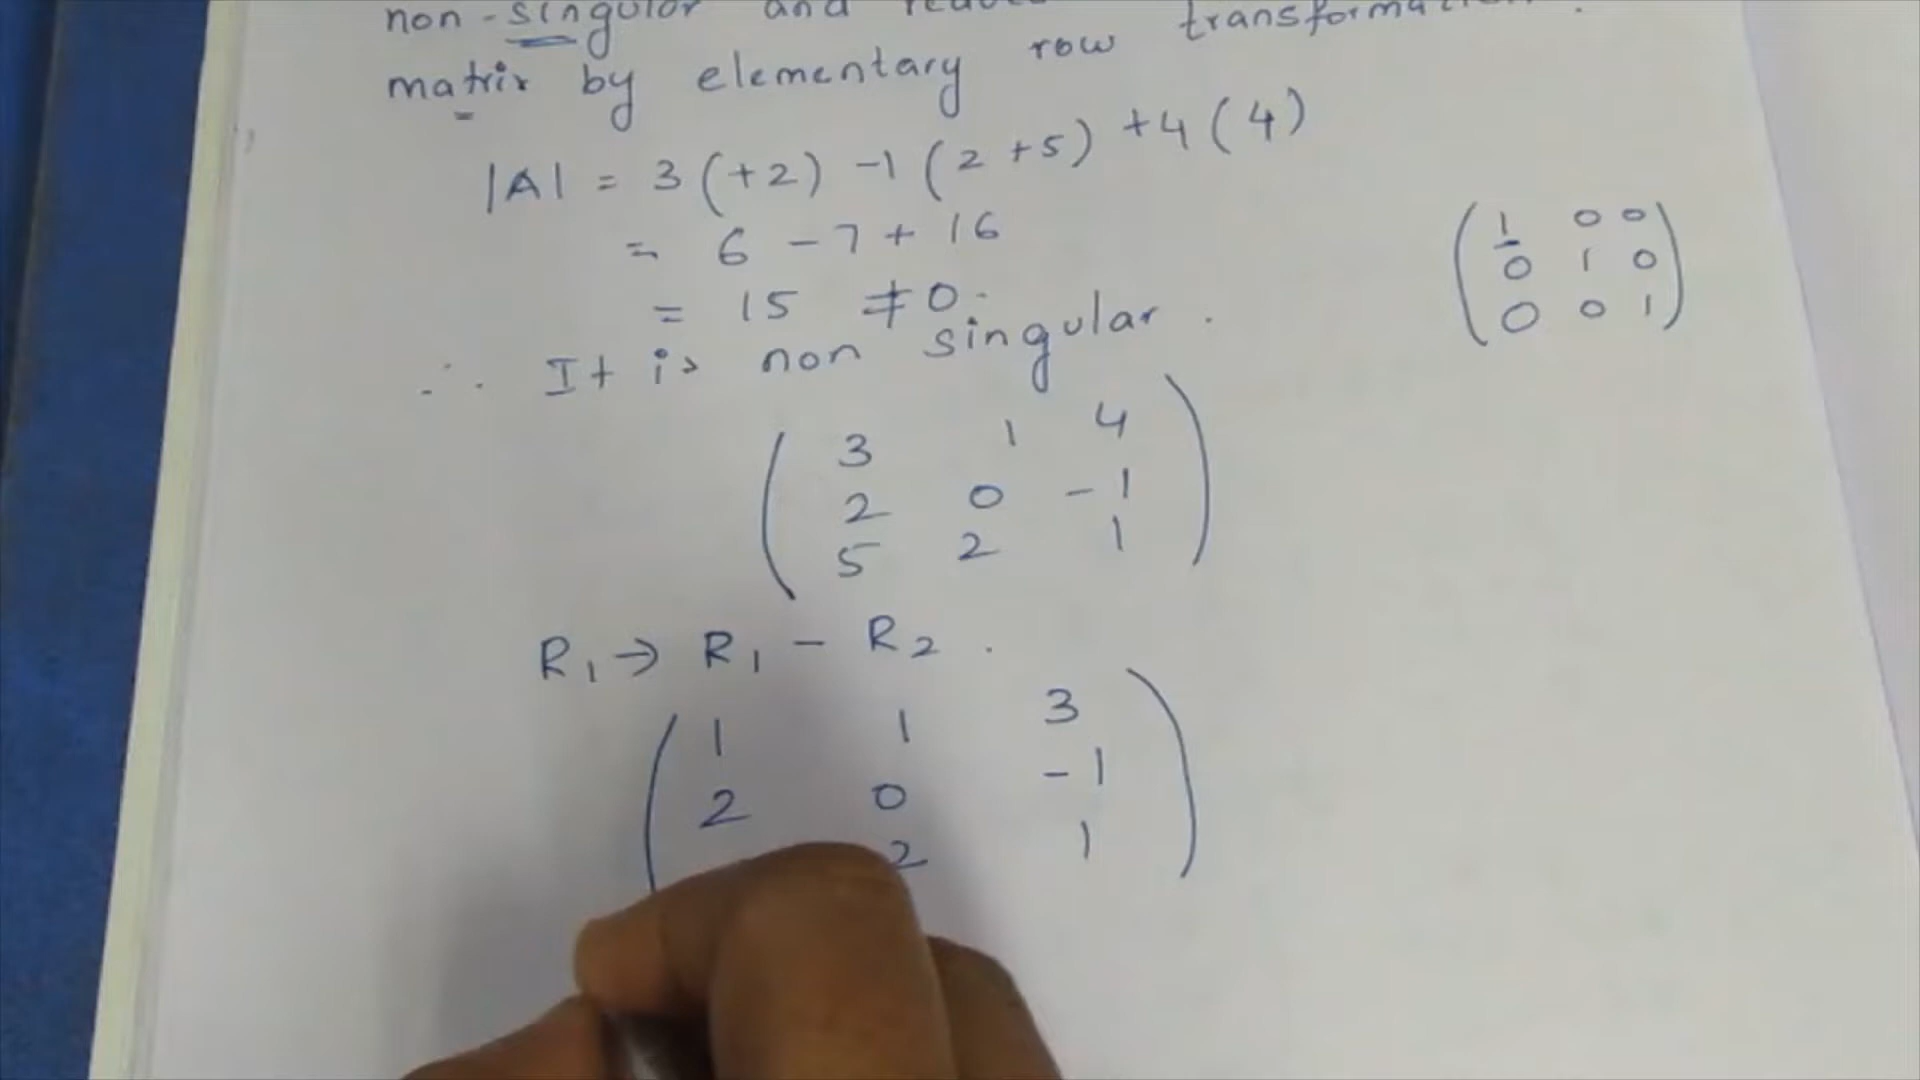 non-singular and
matrix by elementary row transformation.
|A| = 3(+2) -1(2+5) +4(4)
= 6 - 7 + 16
= 15 ≠ 0.
∴ It is non singular.
1 0 0
0 1 0
0 0 1
3 1 4
2 0 -1
5 2 1
R1 → R1 - R2.
1 1 3
2 0 -1
2 1